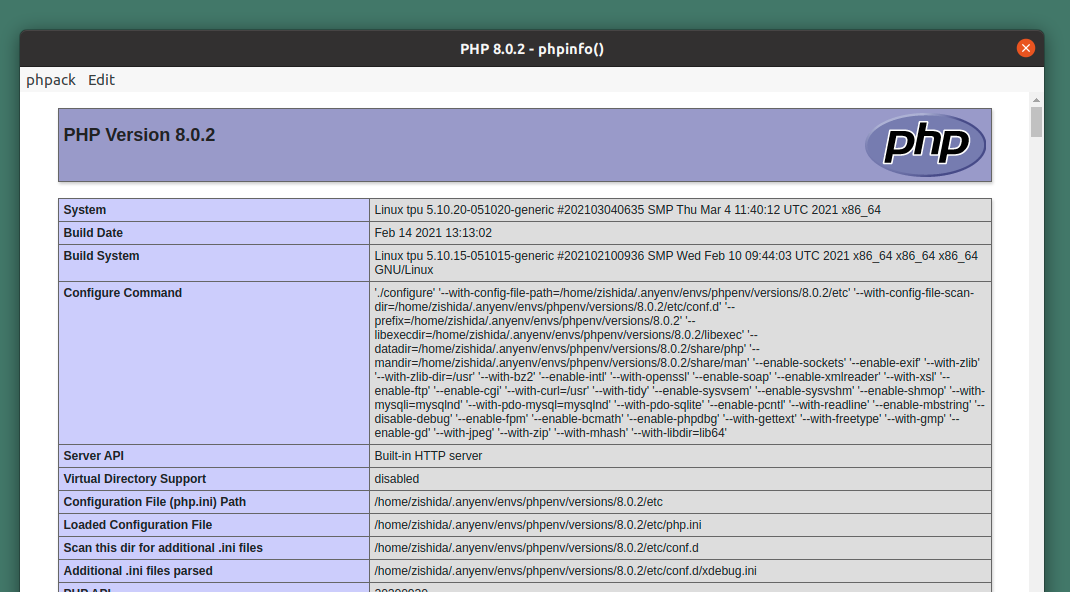 PHP 8.0.2 - phpinfo()
phpack Edit
PHP Version 8.0.2
php
System Linux tpu 5.10.20-051020-generic #202103040635 SMP Thu Mar 4 11:40:12 UTC 2021 x86_64
Build Date Feb 14 2021 13:13:02
Build System Linux tpu 5.10.15-051015-generic #202102100936 SMP Wed Feb 10 09:44:03 UTC 2021 x86_64 x86_64 x86_64
GNU/Linux
Configure Command './configure' '--with-config-file-path=/home/zishida/.anyenv/envs/phpenv/versions/8.0.2/etc' '--with-config-file-scan-
dir=/home/zishida/.anyenv/envs/phpenv/versions/8.0.2/etc/conf.d' '--
prefix=/home/zishida/.anyenv/envs/phpenv/versions/8.0.2' '--
libexecdir=/home/zishida/.anyenv/envs/phpenv/versions/8.0.2/libexec' '--
datadir=/home/zishida/.anyenv/envs/phpenv/versions/8.0.2/share/php' '--
mandir=/home/zishida/.anyenv/envs/phpenv/versions/8.0.2/share/man' '--enable-sockets' '--enable-exif' '--with-zlib'
'--with-zlib-dir=/usr' '--with-bz2' '--enable-intl' '--with-openssl' '--enable-soap' '--enable-xmlreader' '--with-xsl' '--
enable-ftp' '--enable-cgi' '--with-curl=/usr' '--with-tidy' '--enable-sysvsem' '--enable-sysvshm' '--enable-shmop' '--with-
mysqli=mysqlnd' '--with-pdo-mysql=mysqlnd' '--with-pdo-sqlite' '--enable-pcntl' '--with-readline' '--enable-mbstring' '--
disable-debug' '--enable-fpm' '--enable-bcmath' '--enable-phpdbg' '--with-gettext' '--with-freetype' '--with-gmp' '--
enable-gd' '--with-jpeg' '--with-zip' '--with-mhash' '--with-libdir=lib64'
Server API Built-in HTTP server
Virtual Directory Support disabled
Configuration File (php.ini) Path /home/zishida/.anyenv/envs/phpenv/versions/8.0.2/etc
Loaded Configuration File /home/zishida/.anyenv/envs/phpenv/versions/8.0.2/etc/php.ini
Scan this dir for additional .ini files /home/zishida/.anyenv/envs/phpenv/versions/8.0.2/etc/conf.d
Additional .ini files parsed /home/zishida/.anyenv/envs/phpenv/versions/8.0.2/etc/conf.d/xdebug.ini
PHP API 20200930